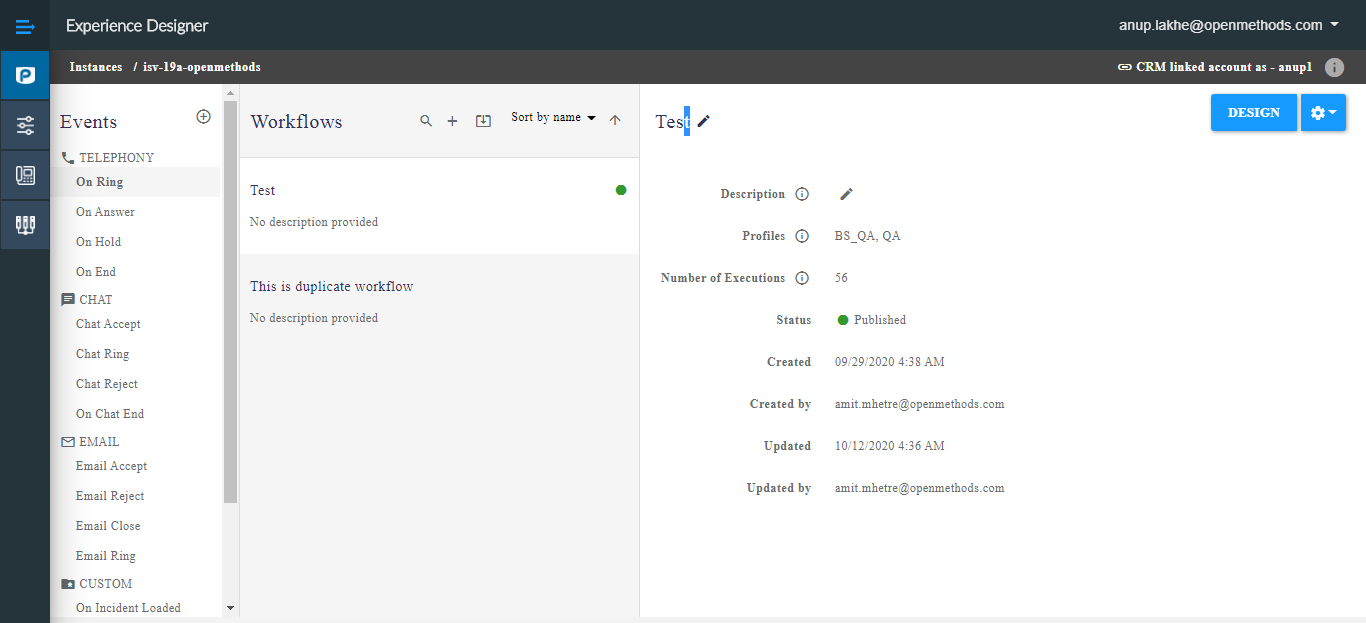 Experience Designer
anup.lakhe@openmethods.com
Instances / isv-19a-openmethods
CRM linked account as - anup1
Events
TELEPHONY
On Ring
On Answer
On Hold
On End
CHAT
Chat Accept
Chat Ring
Chat Reject
On Chat End
EMAIL
Email Accept
Email Reject
Email Close
Email Ring
CUSTOM
On Incident Loaded
Workflows
Sort by name
Test
No description provided
This is duplicate workflow
No description provided
Test
DESIGN
Description
Profiles BS_QA, QA
Number of Executions 56
Status Published
Created 09/29/2020 4:38 AM
Created by amit.mhetre@openmethods.com
Updated 10/12/2020 4:36 AM
Updated by amit.mhetre@openmethods.com